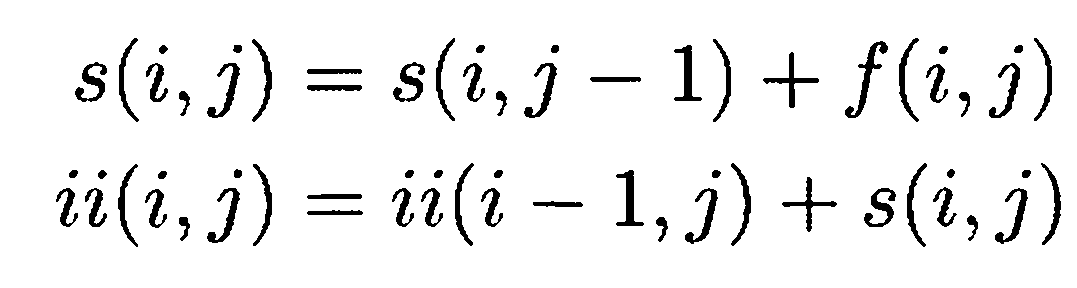 s(i, j) = s(i, j − 1) + f(i, j)
ii(i, j) = ii(i − 1, j) + s(i, j)